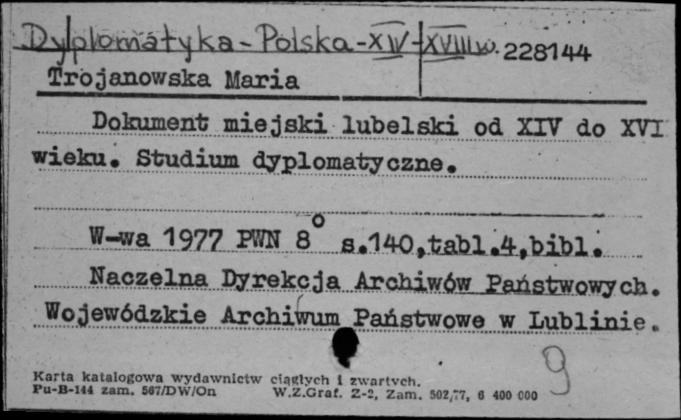 Dyplomatyka - Polska - XIV - XVIII w. 228144
Trojanowska Maria
Dokument miejski lubelski od XIV do XVI
wieku. Studium dyplomatyczne.
W-wa 1977 PWN 8° s.140,tabl.4,bibl.
Naczelna Dyrekcja Archiwów Państwowych.
Wojewódzkie Archiwum Państwowe w Lublinie.
9
Karta katalogowa wydawnictw ciągłych i zwartych.
Pu-B-144 zam. 567/DW/On W.Z.Graf. Z-2, Zam. 502/77, 6 400 000